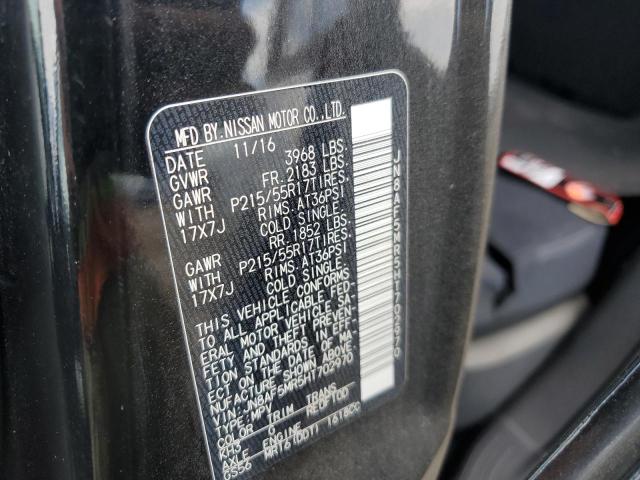 MFD BY NISSAN MOTOR CO.,LTD.
DATE 11/16
GVWR 3968 LBS.
GAWR FR. 2183 LBS.
WITH P215/55R17TIRES.
17X7J RIMS. AT36PSI
COLD SINGLE.
GAWR RR. 1852 LBS.
WITH P215/55R17TIRES.
17X7J RIMS. AT36PSI
COLD SINGLE.
THIS VEHICLE CONFORMS
TO ALL APPLICABLE FED-
ERAL MOTOR VEHICLE SA-
FETY AND THEFT PREVEN-
TION STANDARDS IN EFF-
ECT ON THE DATE OF MA-
NUFACTURE SHOWN ABOVE.
VIN:JN8AF5MR5HT702970
TYPE:MPV
COLOR TRIM TRANS
KH3 G
AXLE ENGINE
GS56 MR16(DDT) 1618CC
JN8AF5MR5HT702970